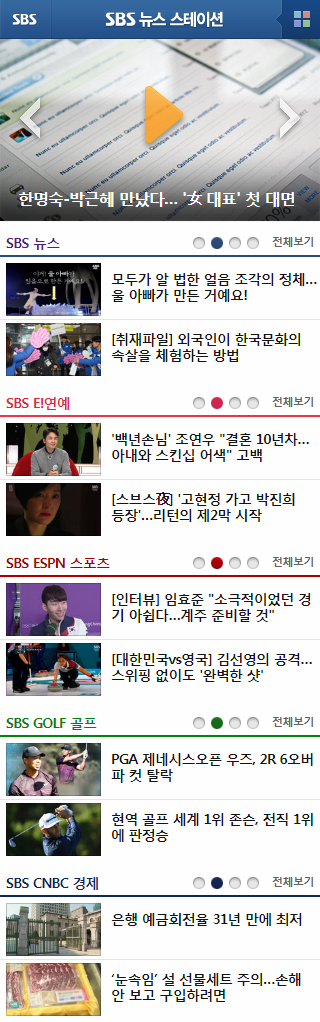 SBS
SBS 뉴스 스테이션
한명숙-박근혜 만났다... '女 대표' 첫 대면
SBS 뉴스
전체보기
모두가 알 법한 얼음 조각의 정체...
울 아빠가 만든 거예요!
[취재파일] 외국인이 한국문화의
속살을 체험하는 방법
SBS E!연예
전체보기
'백년손님' 조연우 "결혼 10년차...
아내와 스킨십 어색" 고백
[스브스夜] '고현정 가고 박진희
등장'...리턴의 제2막 시작
SBS ESPN 스포츠
전체보기
[인터뷰] 임효준 "소극적이었던 경
기 아쉽다...계주 준비할 것"
[대한민국vs영국] 김선영의 공격...
스위핑 없이도 '완벽한 샷'
SBS GOLF 골프
전체보기
PGA 제네시스오픈 우즈, 2R 6오버
파 컷 탈락
현역 골프 세계 1위 존슨, 전직 1위
에 판정승
SBS CNBC 경제
전체보기
은행 예금회전율 31년 만에 최저
'눈속임' 설 선물세트 주의...손해
안 보고 구입하려면